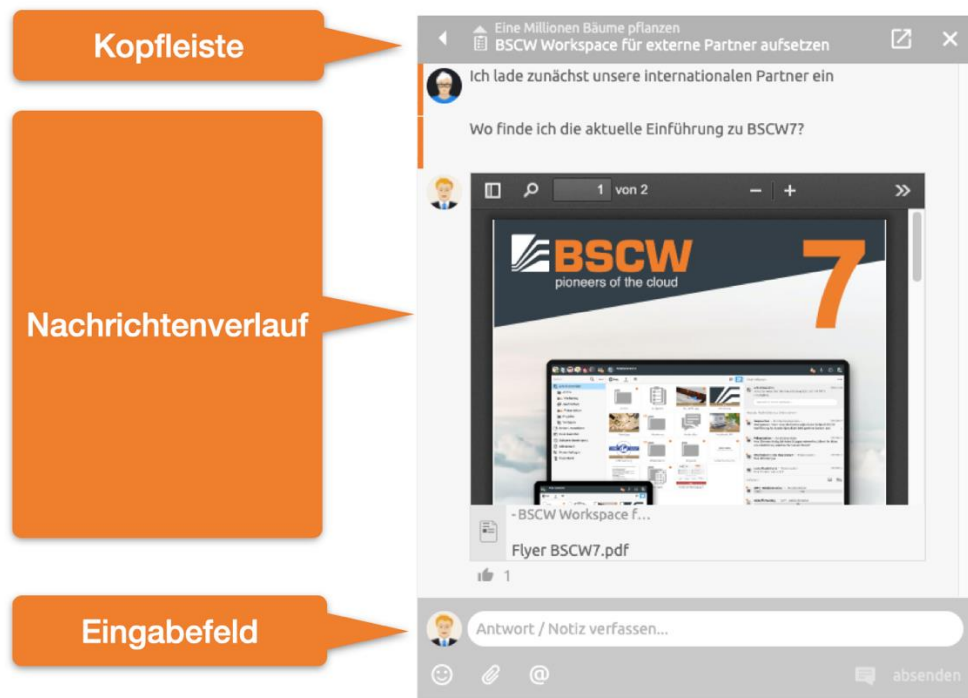 Kopfleiste
Eine Millionen Bäume pflanzen
BSCW Workspace für externe Partner aufsetzen
Ich lade zunächst unsere internationalen Partner ein
Wo finde ich die aktuelle Einführung zu BSCW7?
Nachrichtenverlauf
1 von 2
BSCW
pioneers of the cloud
7
-BSCW Workspace f...
Flyer BSCW7.pdf
1
Eingabefeld
Antwort / Notiz verfassen...
absenden